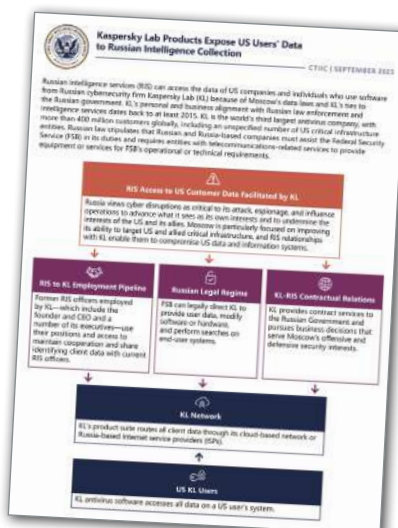 Kaspersky Lab Products Expose US Users' Data
to Russian Intelligence Collection
CTIIC | SEPTEMBER 2023
Russian intelligence services (RIS) can access the data of US companies and individuals who use software
from Russian cybersecurity firm Kaspersky Lab (KL) because of Moscow's data laws and KL's ties to
the Russian government. KL's personal and business alignment with Russian law enforcement and
intelligence services dates back to at least 2015. KL is the world's third largest antivirus company, with
more than 400 million customers globally, including an unspecified number of US critical infrastructure
entities. Russian law stipulates that Russian and Russia-based companies must assist the Federal Security
Service (FSB) in its duties and requires entities with telecommunications-related services to provide
equipment or services for FSB's operational or technical requirements.
RIS Access to US Customer Data Facilitated by KL
Russia views cyber disruptions as critical to its attack, espionage, and influence
operations to advance what it sees as its own interests and to undermine the
interests of the US and its allies. Moscow is particularly focused on improving
its ability to target US and allied critical infrastructure, and RIS relationships
with KL enable them to compromise US data and information systems.
RIS to KL Employment Pipeline
Former RIS officers employed
by KL—which include the
founder and CEO and a
number of its executives—use
their positions and access to
maintain cooperation and share
identifying client data with current
RIS officers.
Russian Legal Regime
FSB can legally direct KL to
provide user data, modify
software or hardware,
and perform searches on
end-user systems.
KL-RIS Contractual Relations
KL provides contract services to
the Russian Government and
pursues business decisions that
serve Moscow's offensive and
defensive security interests.
KL Network
KL's product suite routes all client data through its cloud-based network or
Russia-based internet service providers (ISPs).
US KL Users
KL antivirus software accesses all data on a US user's system.